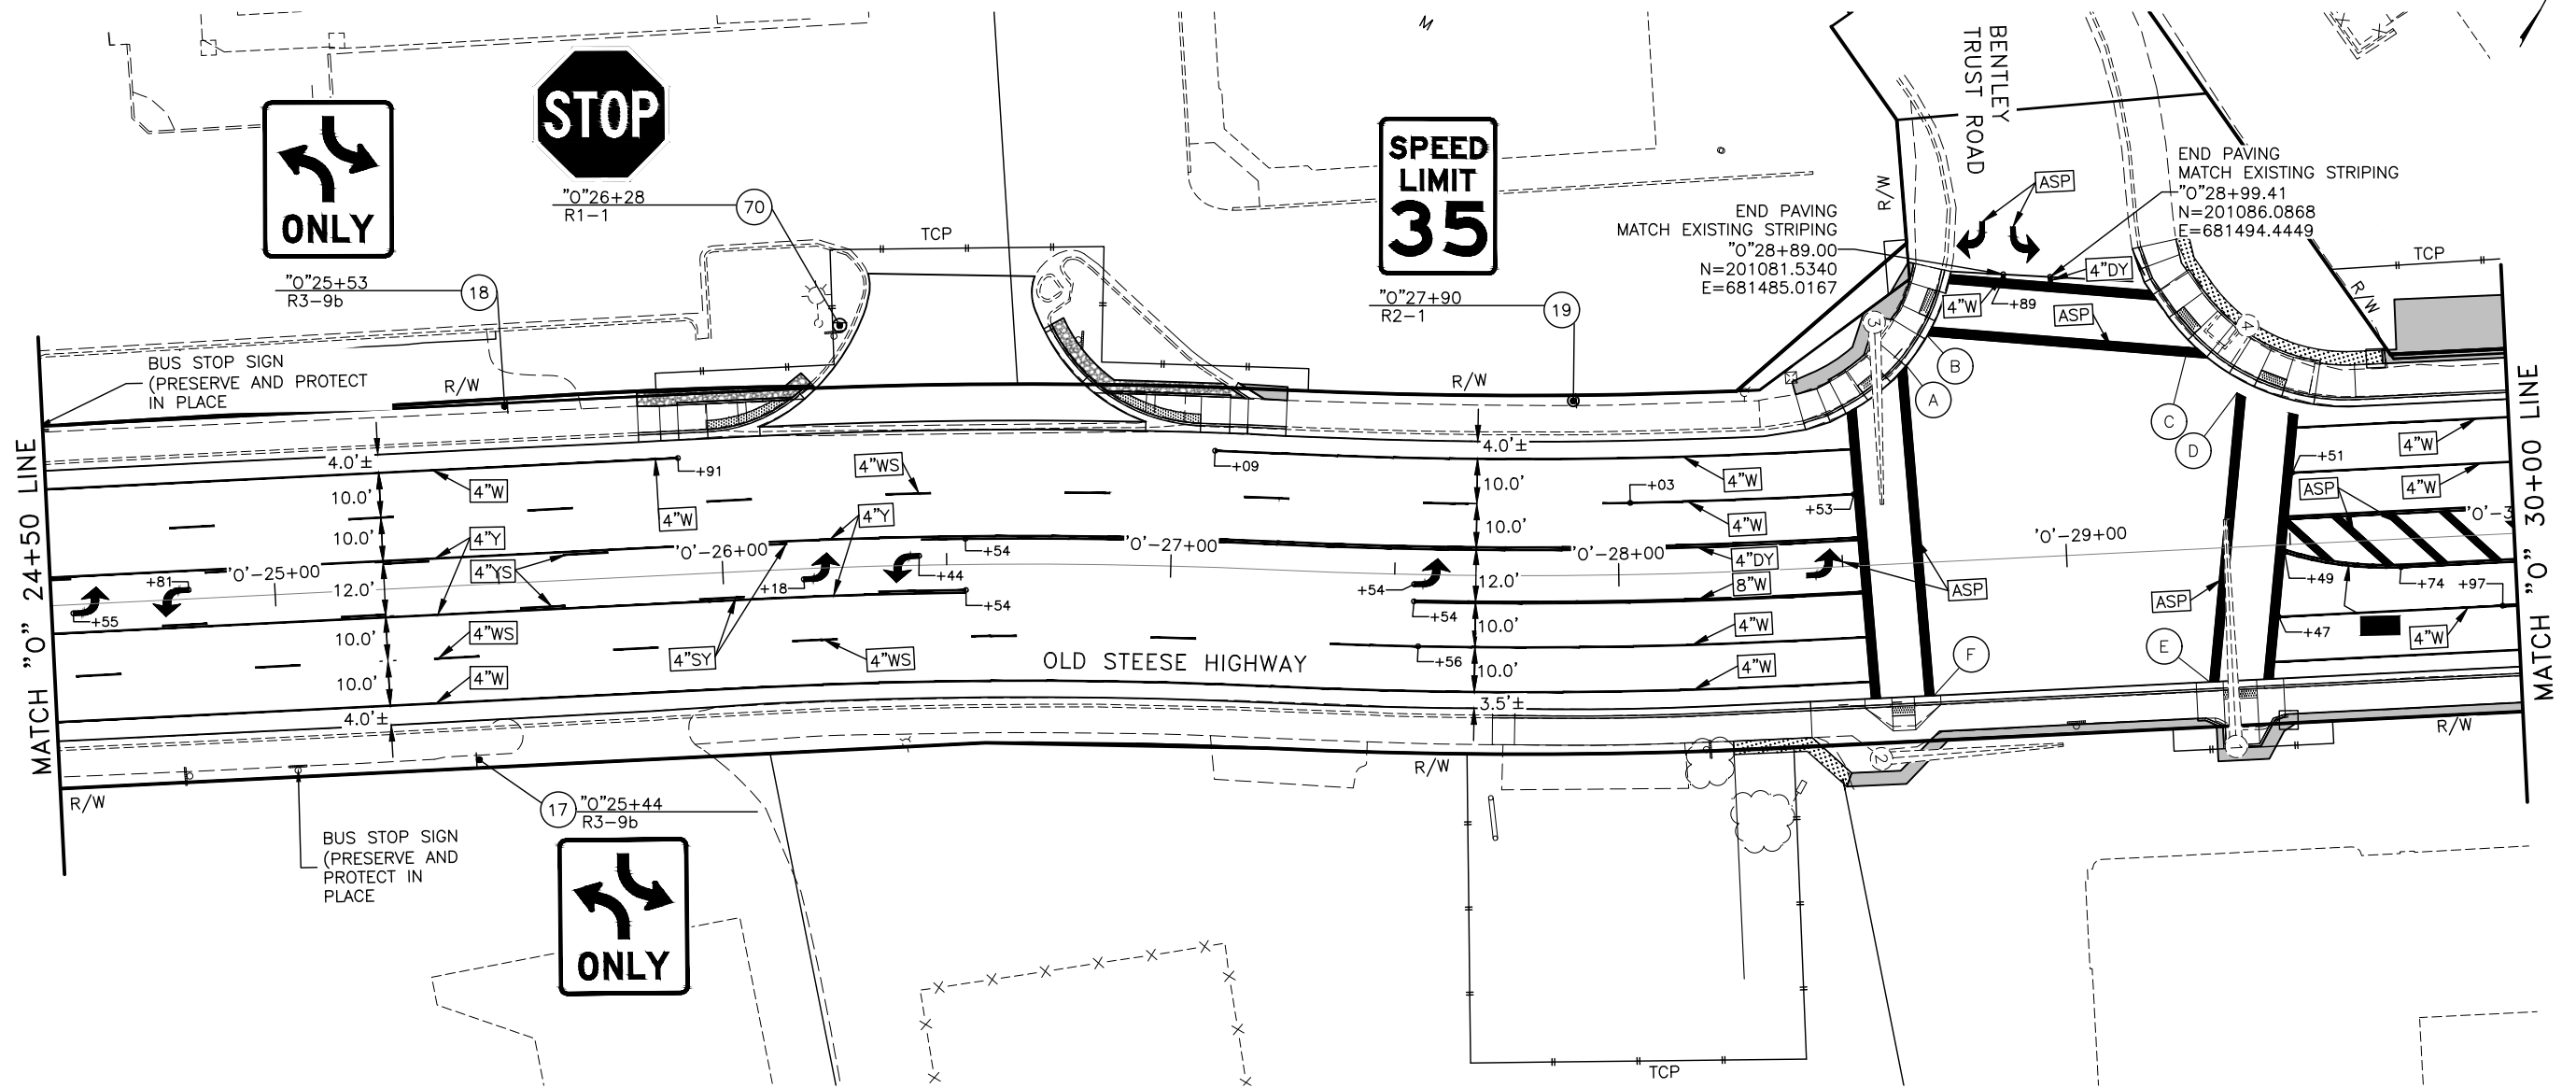 L
M
BENTLEY
TRUST ROAD
STOP
ONLY
SPEED
LIMIT
35
"O"26+28
R1-1
70
TCP
"O"25+53
R3-9b
18
"O"27+90
R2-1
19
END PAVING
MATCH EXISTING STRIPING
"O"28+89.00
N=201081.5340
E=681485.0167
R/W
ASP
END PAVING
MATCH EXISTING STRIPING
"O"28+99.41
N=201086.0868
E=681494.4449
TCP
R/W
4"DY
4"W
+89
ASP
3
4
B
A
C
D
BUS STOP SIGN
(PRESERVE AND PROTECT
IN PLACE
R/W
R/W
MATCH "O" 24+50 LINE
MATCH "O" 30+00 LINE
4.0'±
10.0'
10.0'
12.0'
10.0'
10.0'
4.0'±
4"W
+91
4"W
4"WS
+09
4.0'±
10.0'
10.0'
12.0'
10.0'
10.0'
3.5'±
4"W
+03
4"W
+53
+51
4"W
4"W
ASP
4"Y
4"YS
4"Y
'O'-25+00
'O'-26+00
'O'-27+00
'O'-28+00
'O'-29+00
'O'-3
+81
+55
+18
+44
+54
+54
+54
+54
+56
4"DY
8"W
4"W
4"W
ASP
ASP
+49
+74
+97
+47
4"W
4"WS
4"W
4"SY
4"WS
OLD STEESE HIGHWAY
F
E
2
1
R/W
R/W
R/W
17
"O"25+44
R3-9b
ONLY
BUS STOP SIGN
(PRESERVE AND
PROTECT IN
PLACE
TCP